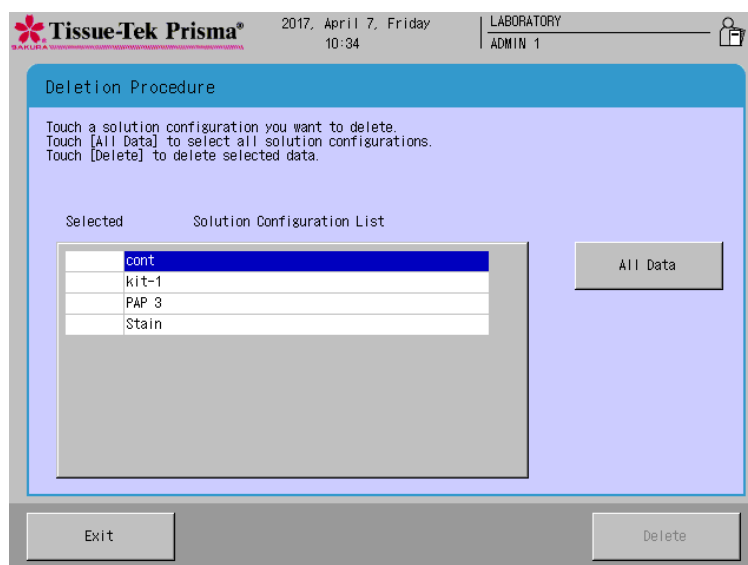 Tissue-Tek Prisma®
SAKURA
2017, April 7, Friday
10:34
LABORATORY
ADMIN 1
Deletion Procedure
Touch a solution configuration you want to delete.
Touch [All Data] to select all solution configurations.
Touch [Delete] to delete selected data.
Selected Solution Configuration List
cont
kit-1
PAP 3
Stain
All Data
Exit
Delete